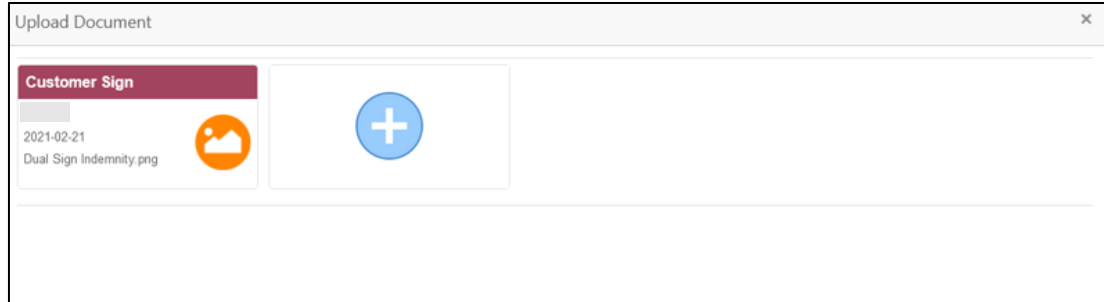 Upload Document
Customer Sign
2021-02-21
Dual Sign Indemnity.png